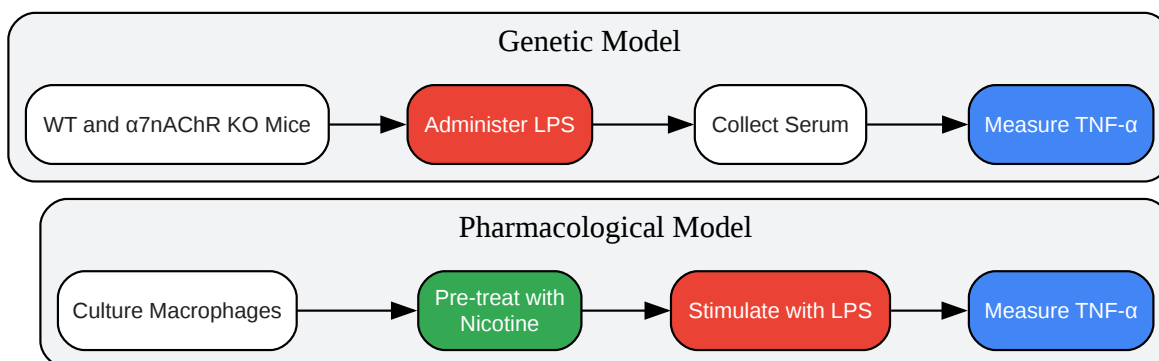 Genetic Model
WT and α7nAChR KO Mice
Administer LPS
Collect Serum
Measure TNF-α
Pharmacological Model
Culture Macrophages
Pre-treat with
Nicotine
Stimulate with LPS
Measure TNF-α